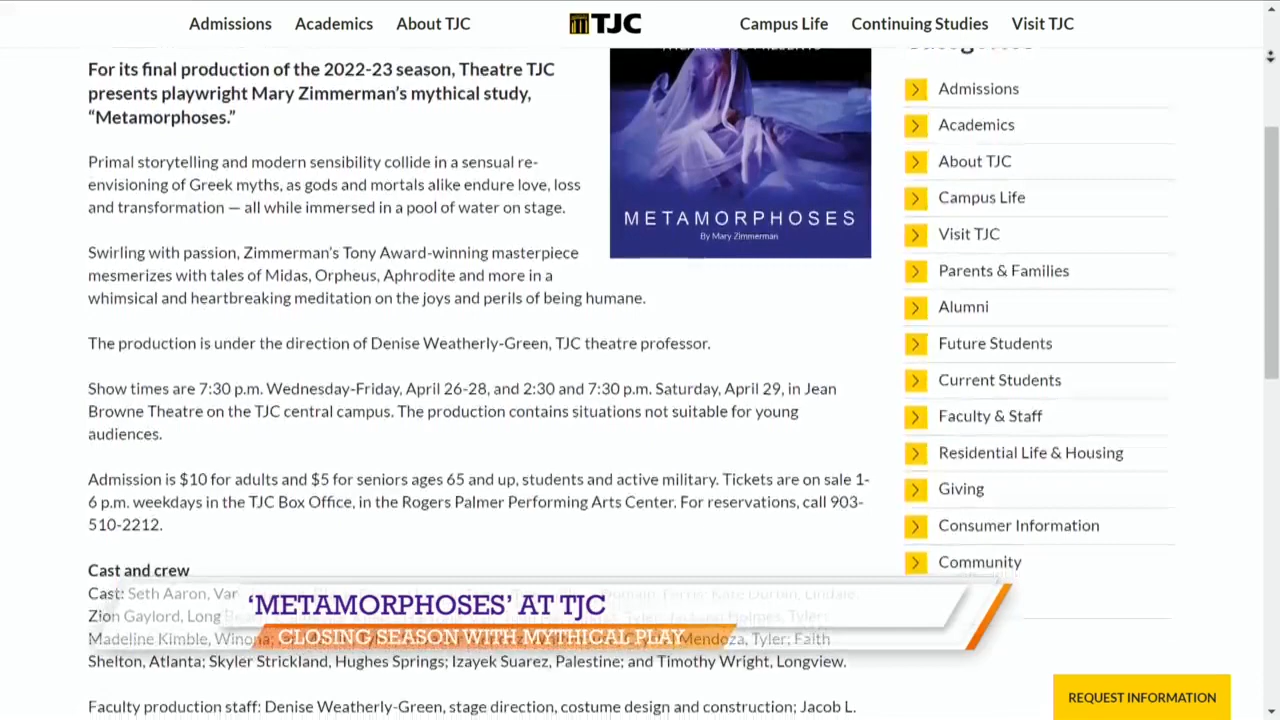 Admissions Academics About TJC TJC Campus Life Continuing Studies Visit TJC
For its final production of the 2022-23 season, Theatre TJC
presents playwright Mary Zimmerman's mythical study,
“Metamorphoses.”
Primal storytelling and modern sensibility collide in a sensual re-
envisioning of Greek myths, as gods and mortals alike endure love, loss
and transformation — all while immersed in a pool of water on stage.
Swirling with passion, Zimmerman's Tony Award-winning masterpiece
mesmerizes with tales of Midas, Orpheus, Aphrodite and more in a
whimsical and heartbreaking meditation on the joys and perils of being humane.
The production is under the direction of Denise Weatherly-Green, TJC theatre professor.
Show times are 7:30 p.m. Wednesday-Friday, April 26-28, and 2:30 and 7:30 p.m. Saturday, April 29, in Jean
Browne Theatre on the TJC central campus. The production contains situations not suitable for young
audiences.
Admission is $10 for adults and $5 for seniors ages 65 and up, students and active military. Tickets are on sale 1-
6 p.m. weekdays in the TJC Box Office, in the Rogers Palmer Performing Arts Center. For reservations, call 903-
510-2212.
Cast and crew
Cast: Seth Aaron,
Zion Gaylord, Long
Madeline Kimble, Winona; Mendoza, Tyler; Faith
Shelton, Atlanta; Skyler Strickland, Hughes Springs; Izayek Suarez, Palestine; and Timothy Wright, Longview.
Faculty production staff: Denise Weatherly-Green, stage direction, costume design and construction; Jacob L.
METAMORPHOSES
By Mary Zimmerman
Admissions
Academics
About TJC
Campus Life
Visit TJC
Parents & Families
Alumni
Future Students
Current Students
Faculty & Staff
Residential Life & Housing
Giving
Consumer Information
Community
‘METAMORPHOSES’ AT TJC
CLOSING SEASON WITH MYTHICAL PLAY
REQUEST INFORMATION